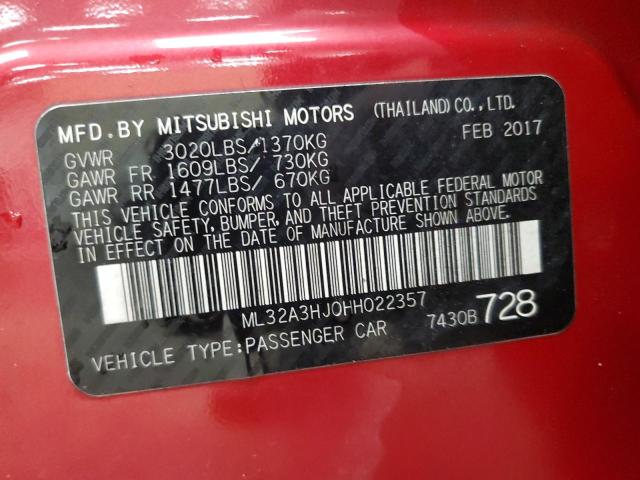 MFD. BY MITSUBISHI MOTORS (THAILAND) CO., LTD.
FEB 2017
GVWR 3020LBS/1370KG
GAWR FR 1609LBS/ 730KG
GAWR RR 1477LBS/ 670KG
THIS VEHICLE CONFORMS TO ALL APPLICABLE FEDERAL MOTOR
VEHICLE SAFETY, BUMPER, AND THEFT PREVENTION STANDARDS
IN EFFECT ON THE DATE OF MANUFACTURE SHOWN ABOVE.
ML32A3HJ0HH022357
7430B 728
VEHICLE TYPE:PASSENGER CAR